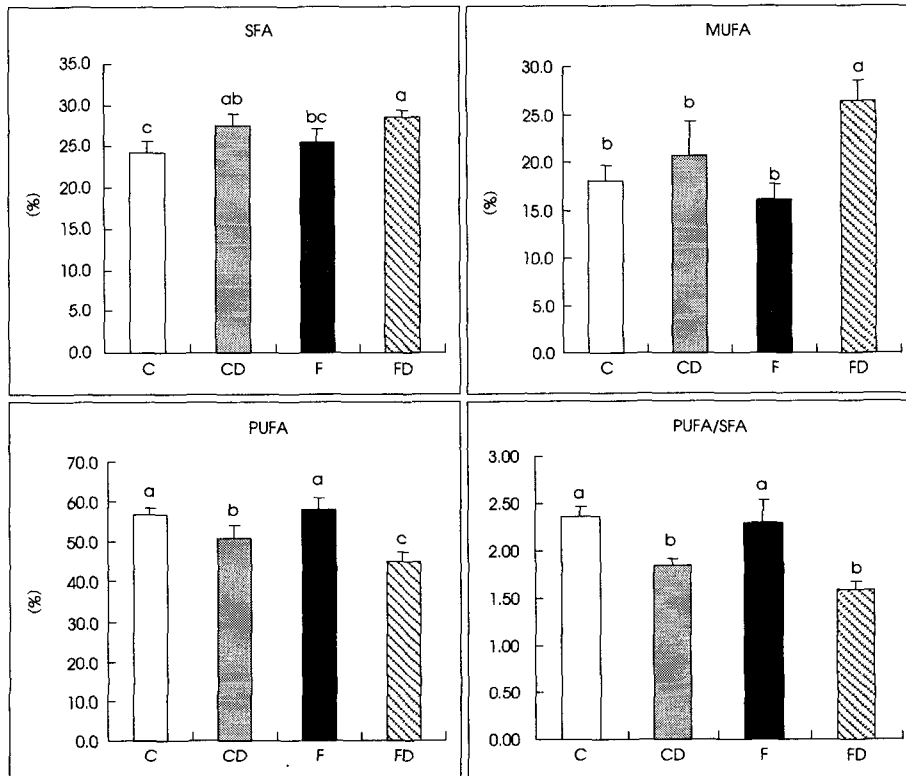 SFA
35.0
30.0
25.0
20.0
15.0
10.0
5.0
0.0
(%)
c
ab
bc
a
C CD F FD
MUFA
30.0
25.0
20.0
15.0
10.0
5.0
0.0
(%)
b
b
b
a
C CD F FD
PUFA
70.0
60.0
50.0
40.0
30.0
60.0
10.0
0.0
(%)
a
b
a
c
C CD F FD
PUFA/SFA
3.00
2.50
2.00
1.50
1.00
0.50
0.00
a
b
a
b
C CD F FD